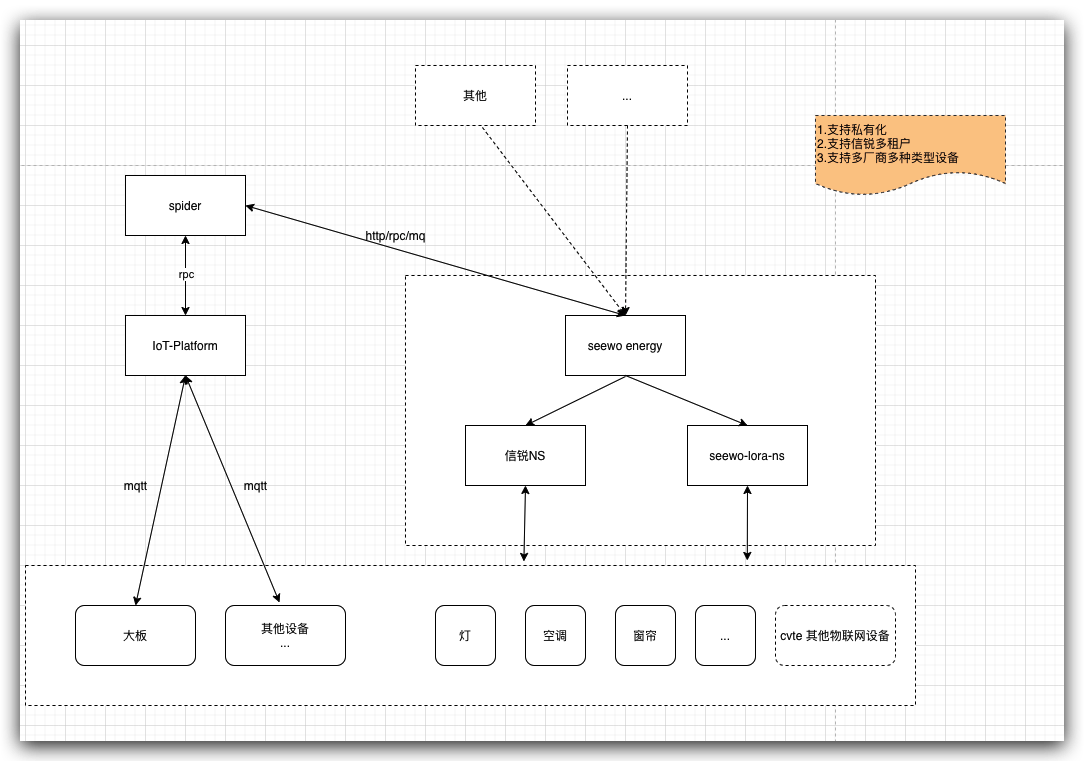 其他
...
1.支持私有化
2.支持信锐多租户
3.支持多厂商多种类型设备
spider
http/rpc/mq
rpc
IoT-Platform
seewo energy
信锐NS
seewo-lora-ns
mqtt
mqtt
大板
其他设备
...
灯
空调
窗帘
...
cvte 其他物联网设备